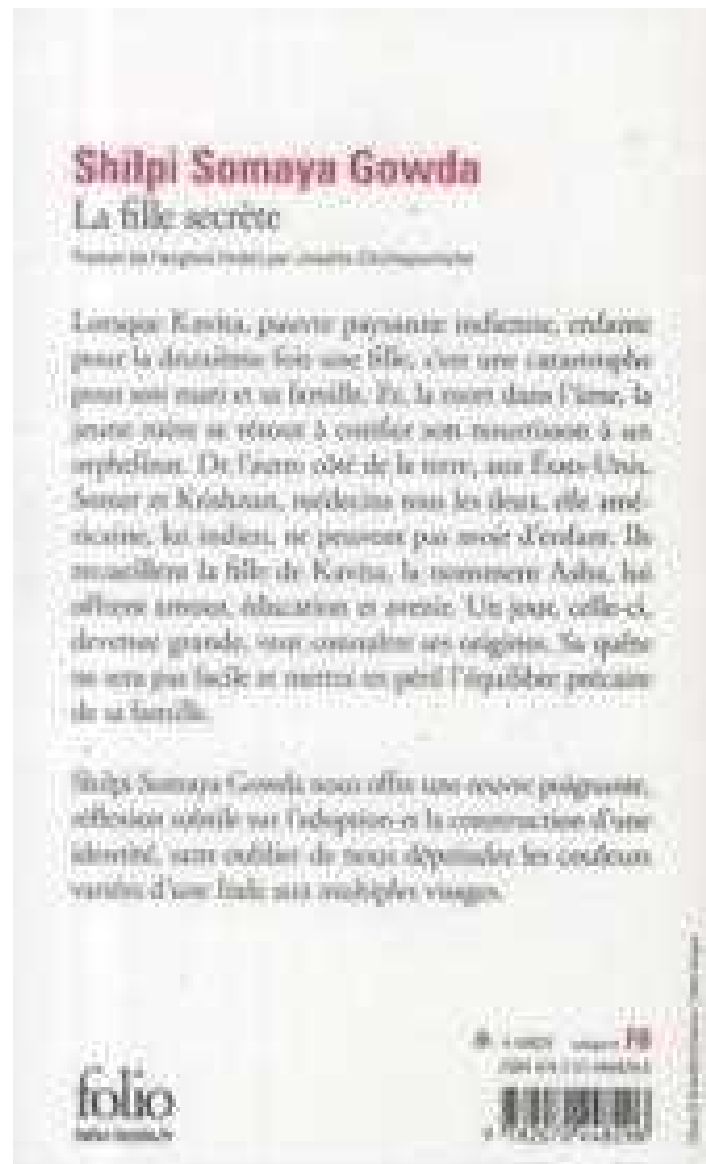 Shilpi Somaya Gowda
La fille secrète
Traduit de l'anglais (Inde) par Josette Chicheportiche
Lorsque Kavita, pauvre paysanne indienne, enfante
pour la deuxième fois une fille, c'est une catastrophe
pour son mari et sa famille. Et, la mort dans l'âme, la
jeune mère se résout à confier son nourrisson à un
orphelinat. De l'autre côté de la terre, aux États-Unis,
Somer et Krishnan, médecins tous les deux, elle amé-
ricaine, lui indien, ne peuvent pas avoir d'enfant. Ils
recueillent la fille de Kavita, la nomment Asha, lui
offrent amour, éducation et avenir. Un jour, celle-ci,
devenue grande, veut connaître ses origines. Sa quête
ne sera pas facile et mettra en péril l'équilibre précaire
de sa famille.
Shilpi Somaya Gowda nous offre une œuvre poignante,
réflexion subtile sur l'adoption et la construction d'une
identité, sans oublier de nous dépeindre les couleurs
variées d'une Inde aux multiples visages.
folio